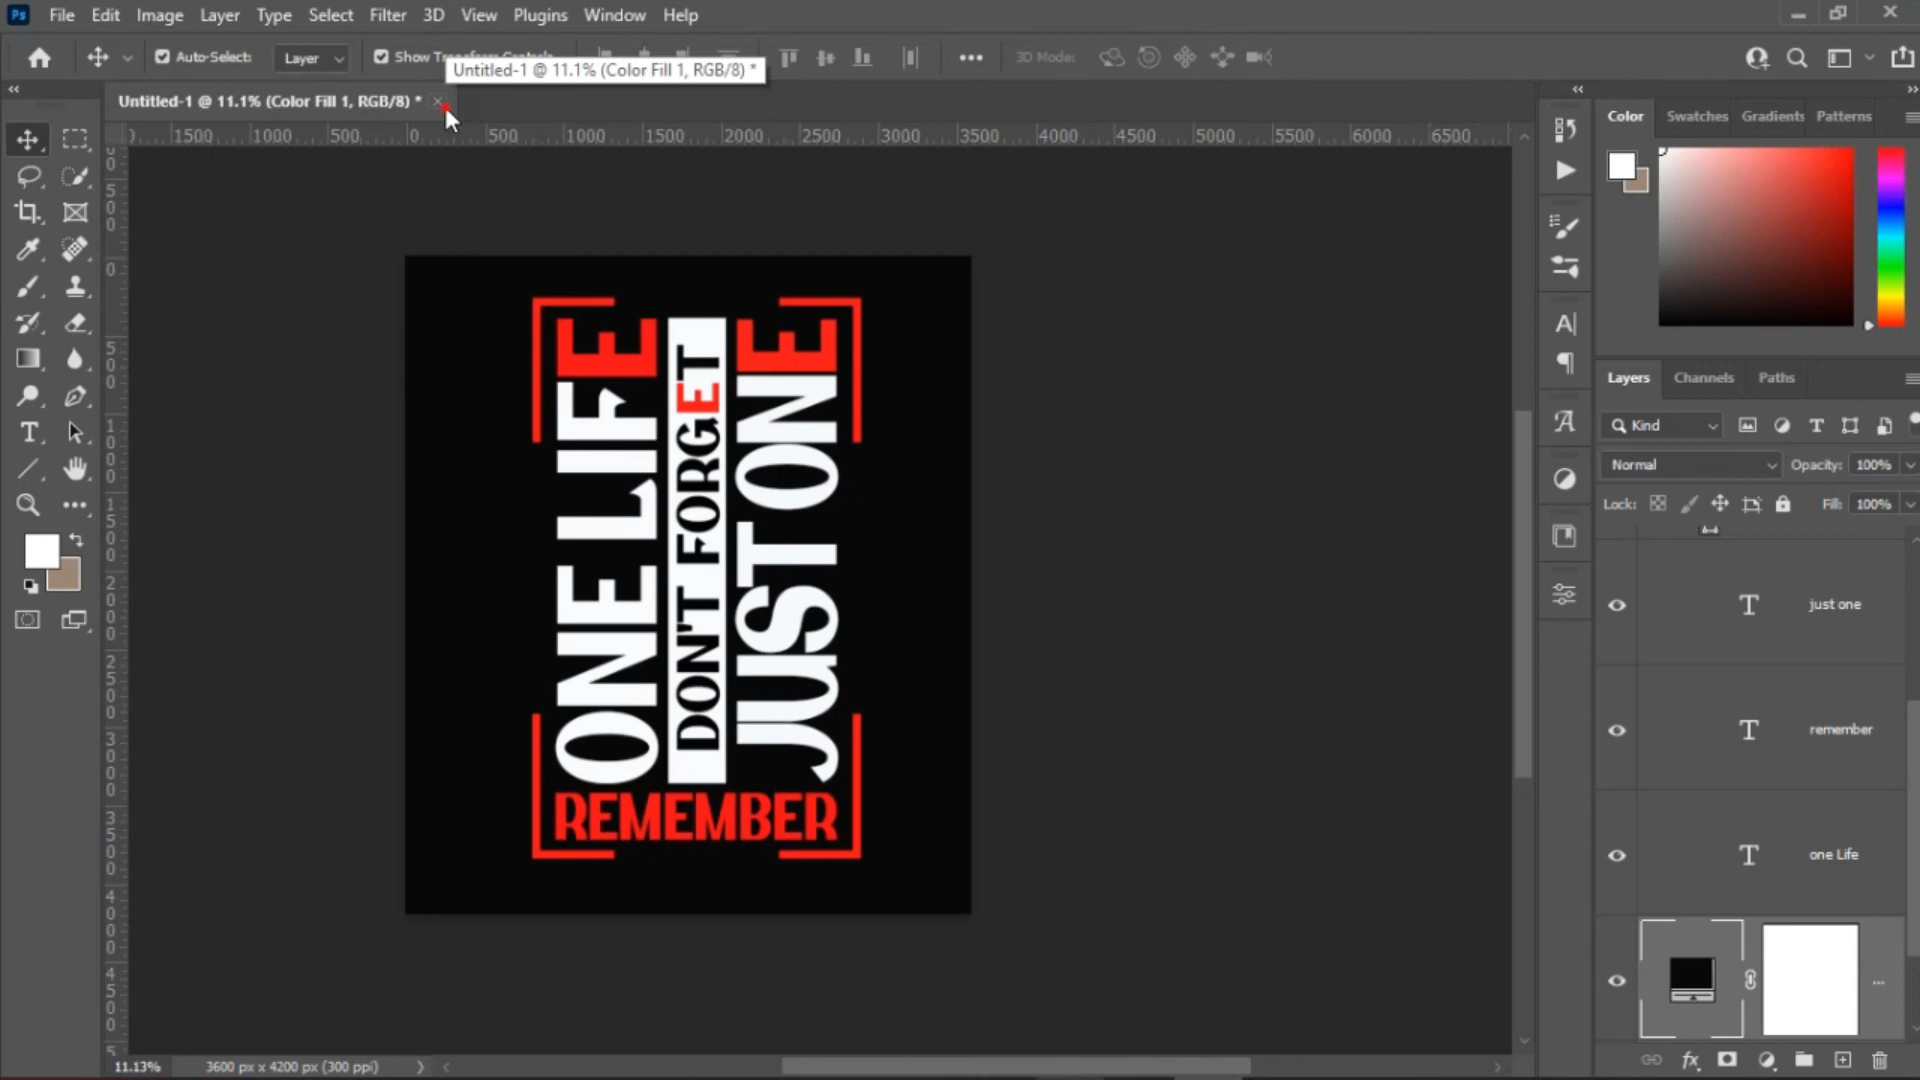 Ps File Edit Image Layer Type Select Filter 3D View Plugins Window Help
Auto-Select: Layer Show Transform Controls 3D Mode:
Untitled-1 @ 11.1% (Color Fill 1, RGB/8) *
Untitled-1 @ 11.1% (Color Fill 1, RGB/8) *
1500 1000 500 0 500 1000 1500 2000 2500 3000 3500 4000 4500 5000 5500 6000 6500
ONE LIFE
DON'T FORGET
JUST ONE
REMEMBER
Color Swatches Gradients Patterns
Layers Channels Paths
Kind
Normal Opacity: 100%
Lock: Fill: 100%
just one
remember
one Life
11.13% 3600 px x 4200 px (300 ppi)